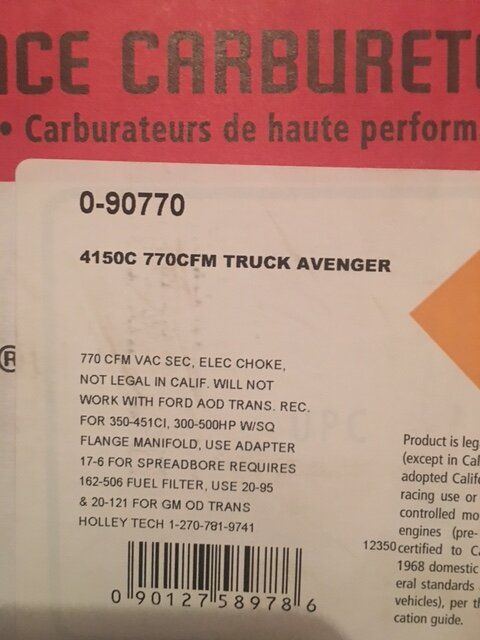 CARBURET
• Carburateurs de haute perform
0-90770
4150C 770CFM TRUCK AVENGER
®
770 CFM VAC SEC, ELEC CHOKE,
NOT LEGAL IN CALIF. WILL NOT
WORK WITH FORD AOD TRANS. REC.
FOR 350-451CI, 300-500HP W/SQ
FLANGE MANIFOLD, USE ADAPTER
17-6 FOR SPREADBORE REQUIRES
162-506 FUEL FILTER, USE 20-95
& 20-121 FOR GM OD TRANS
HOLLEY TECH 1-270-781-9741
0 90127 58978 6
UPC
Product is leg
(except in Cal
adopted Calif
racing use or
controlled mo
engines (pre-
12350 certified to Ca
1968 domestic
eral standards
vehicles), per th
cation guide.